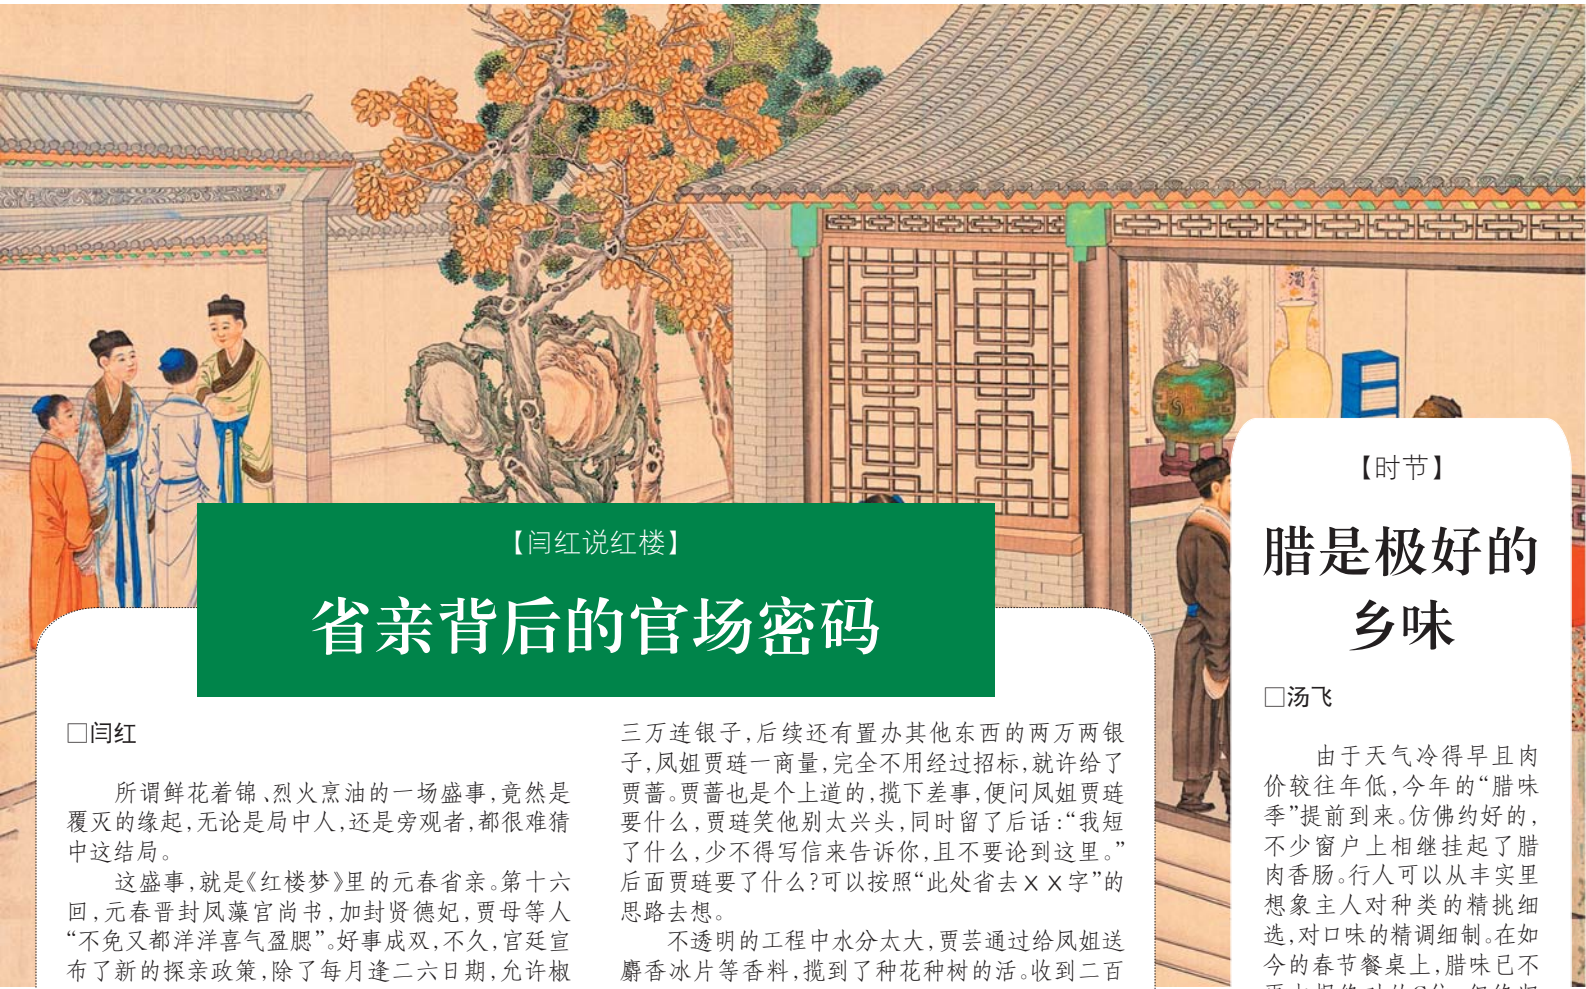 【闫红说红楼】
省亲背后的官场密码
□闫红
所谓鲜花着锦、烈火烹油的一场盛事,竟然是
覆灭的缘起,无论是局中人,还是旁观者,都很难猜
中这结局。
这盛事,就是《红楼梦》里的元春省亲。第十六
回,元春晋封凤藻宫尚书,加封贤德妃,贾母等人
“不免又都洋洋喜气盈腮”。好事成双,不久,宫廷宣
布了新的探亲政策,除了每月逢二六日期,允许椒
三万连银子,后续还有置办其他东西的两万两银
子,凤姐贾琏一商量,完全不用经过招标,就许给了
贾蔷。贾蔷也是个上道的,揽下差事,便问凤姐贾琏
要什么,贾琏笑他别太兴头,同时留了后话:“我短
了什么,少不得写信来告诉你,且不要论到这里。”
后面贾琏要了什么?可以按照“此处省去××字”的
思路去想。
不透明的工程中水分太大,贾芸通过给凤姐送
麝香冰片等香料,揽到了种花种树的活。收到二百
【时节】
腊是极好的
乡味
□汤飞
由于天气冷得早且肉
价较往年低,今年的“腊味
季”提前到来。仿佛约好的,
不少窗户上相继挂起了腊
肉香肠。行人可以从丰实里
想象主人对种类的精挑细
选,对口味的精调细制。在如
今的春节餐桌上,腊味已不